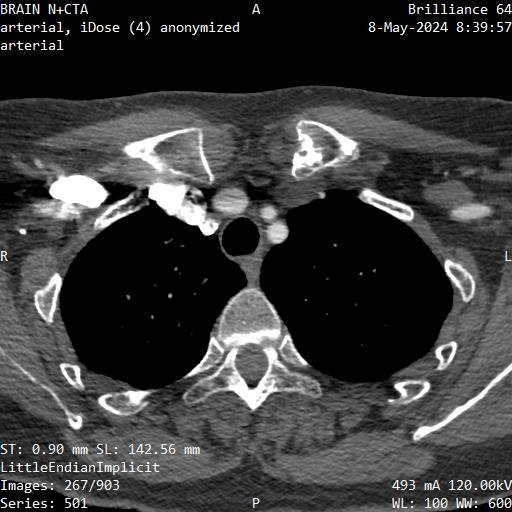 BRAIN N+CTA
A
Brilliance 64
arterial, iDose (4) anonymized
8-May-2024 8:39:57
arterial
R
L
ST: 0.90 mm SL: 142.56 mm
LittleEndianImplicit
Images: 267/903
493 mA 120.00kV
Series: 501
P
WL: 100 WW: 600